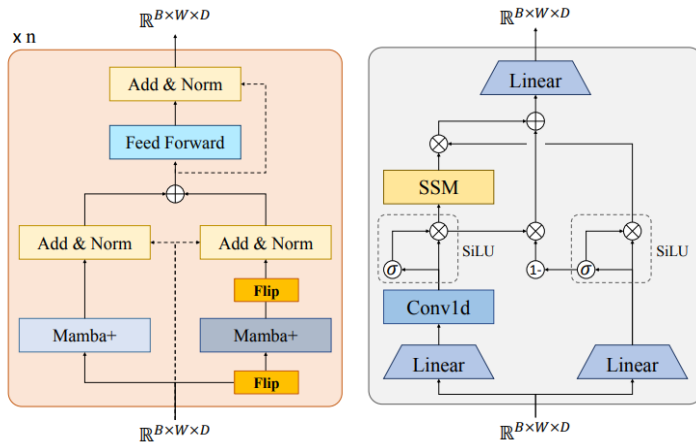 ℝ^{B×W×D}
x n
Add & Norm
Feed Forward
+
Add & Norm
Add & Norm
Flip
Mamba+
Mamba+
Flip
ℝ^{B×W×D}
ℝ^{B×W×D}
Linear
+
×
×
SSM
×
×
×
SiLU
SiLU
σ
1-
σ
Conv1d
Linear
Linear
ℝ^{B×W×D}